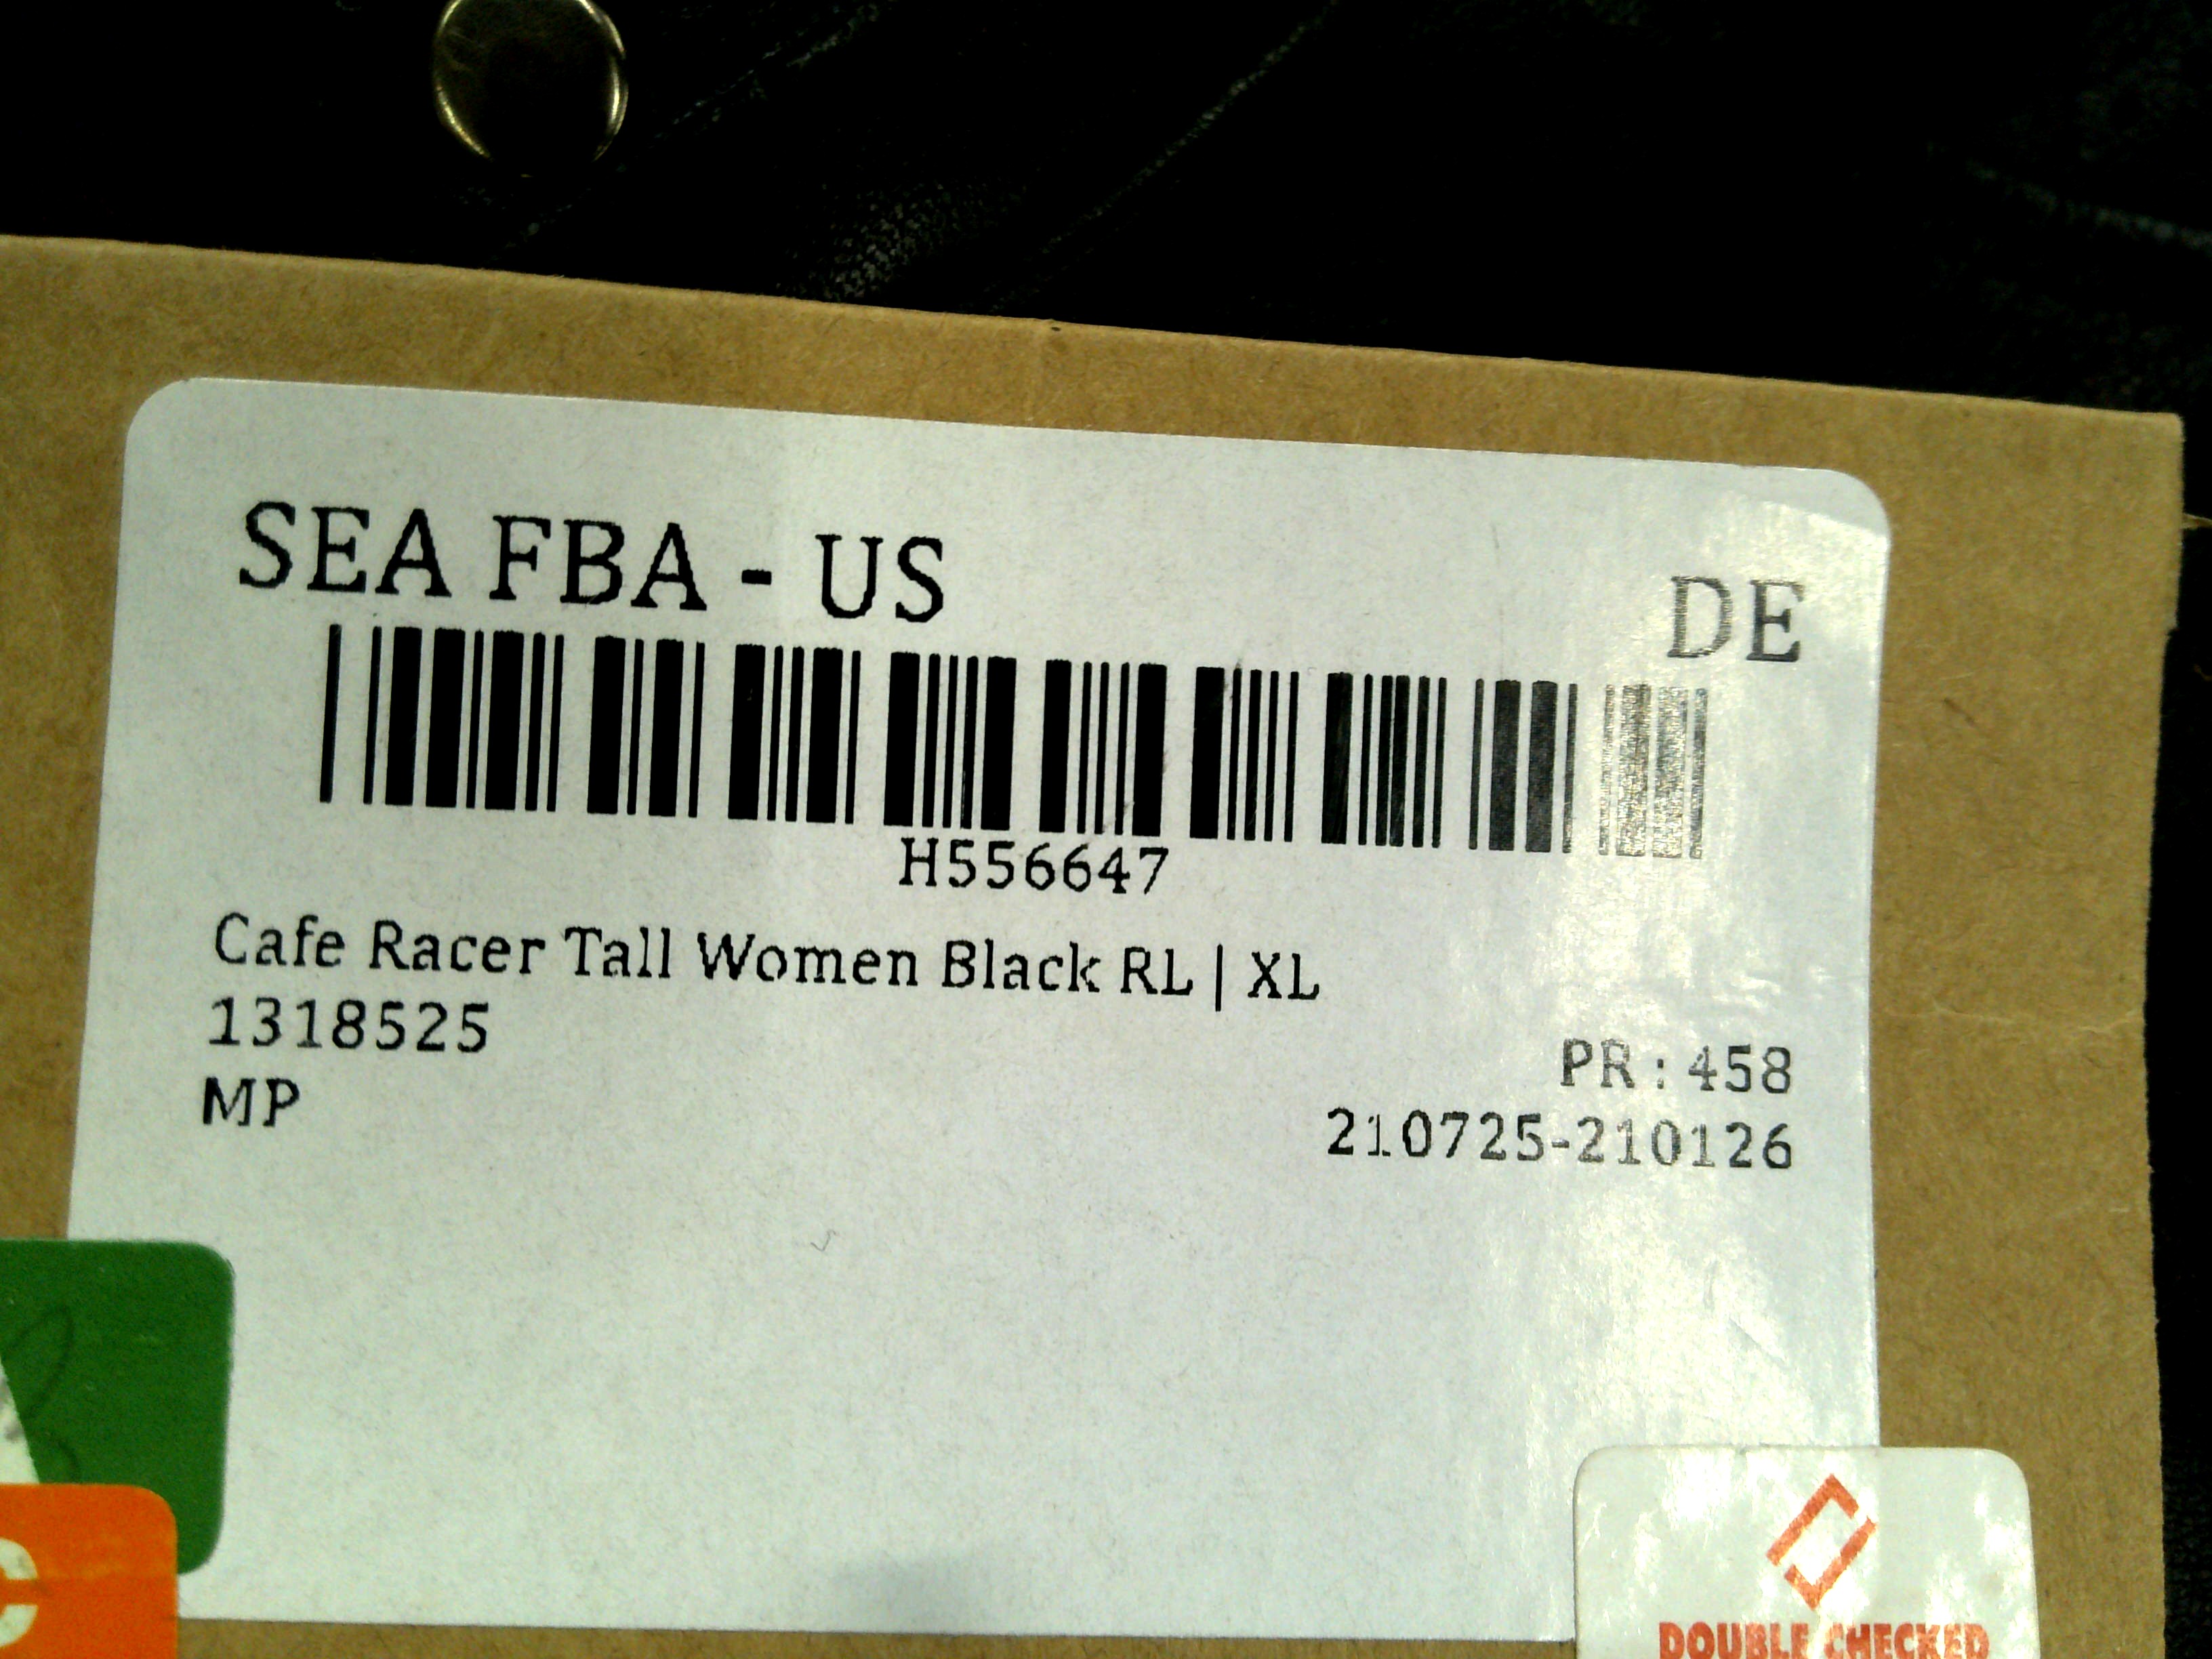 SEA FBA - US
DE
H556647
Cafe Racer Tall Women Black RL | XL
1318525
PR : 458
MP
210725-210126
C
DOUBLE CHECKED